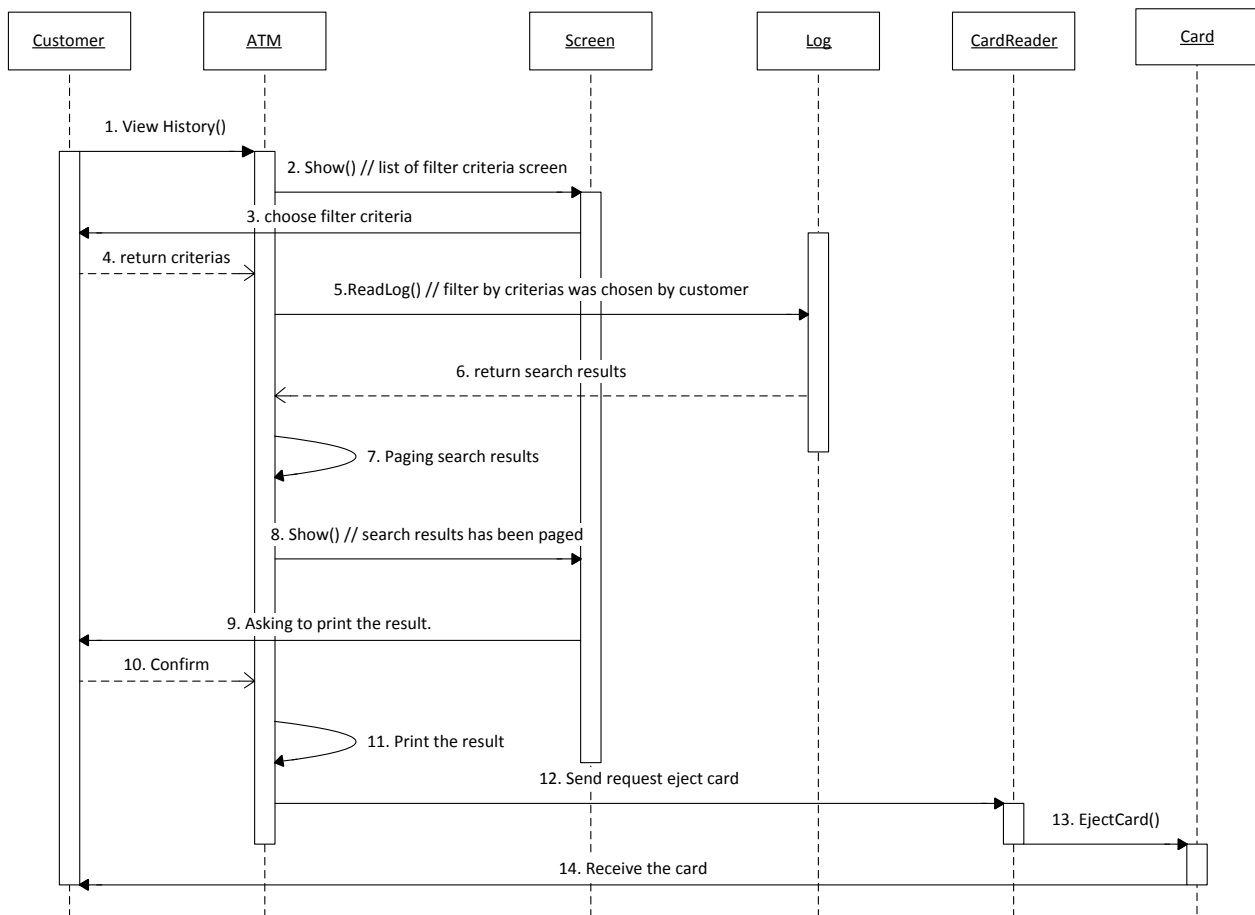 Customer
ATM
Screen
Log
CardReader
Card
1. View History()
2. Show() // list of filter criteria screen
3. choose filter criteria
4. return criterias
5.ReadLog() // filter by criterias was chosen by customer
6. return search results
7. Paging search results
8. Show() // search results has been paged
9. Asking to print the result.
10. Confirm
11. Print the result
12. Send request eject card
13. EjectCard()
14. Receive the card